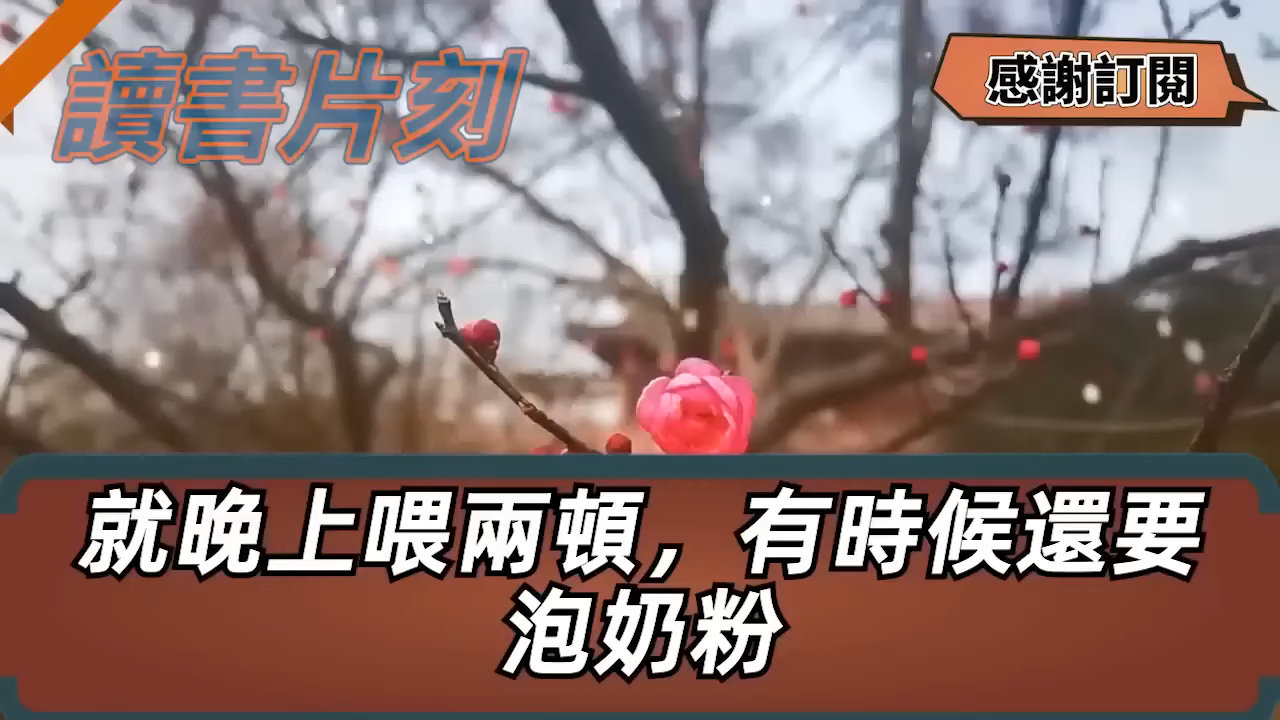 讀書片刻
感謝訂閱
就晚上喂兩頓，有時候還要
泡奶粉